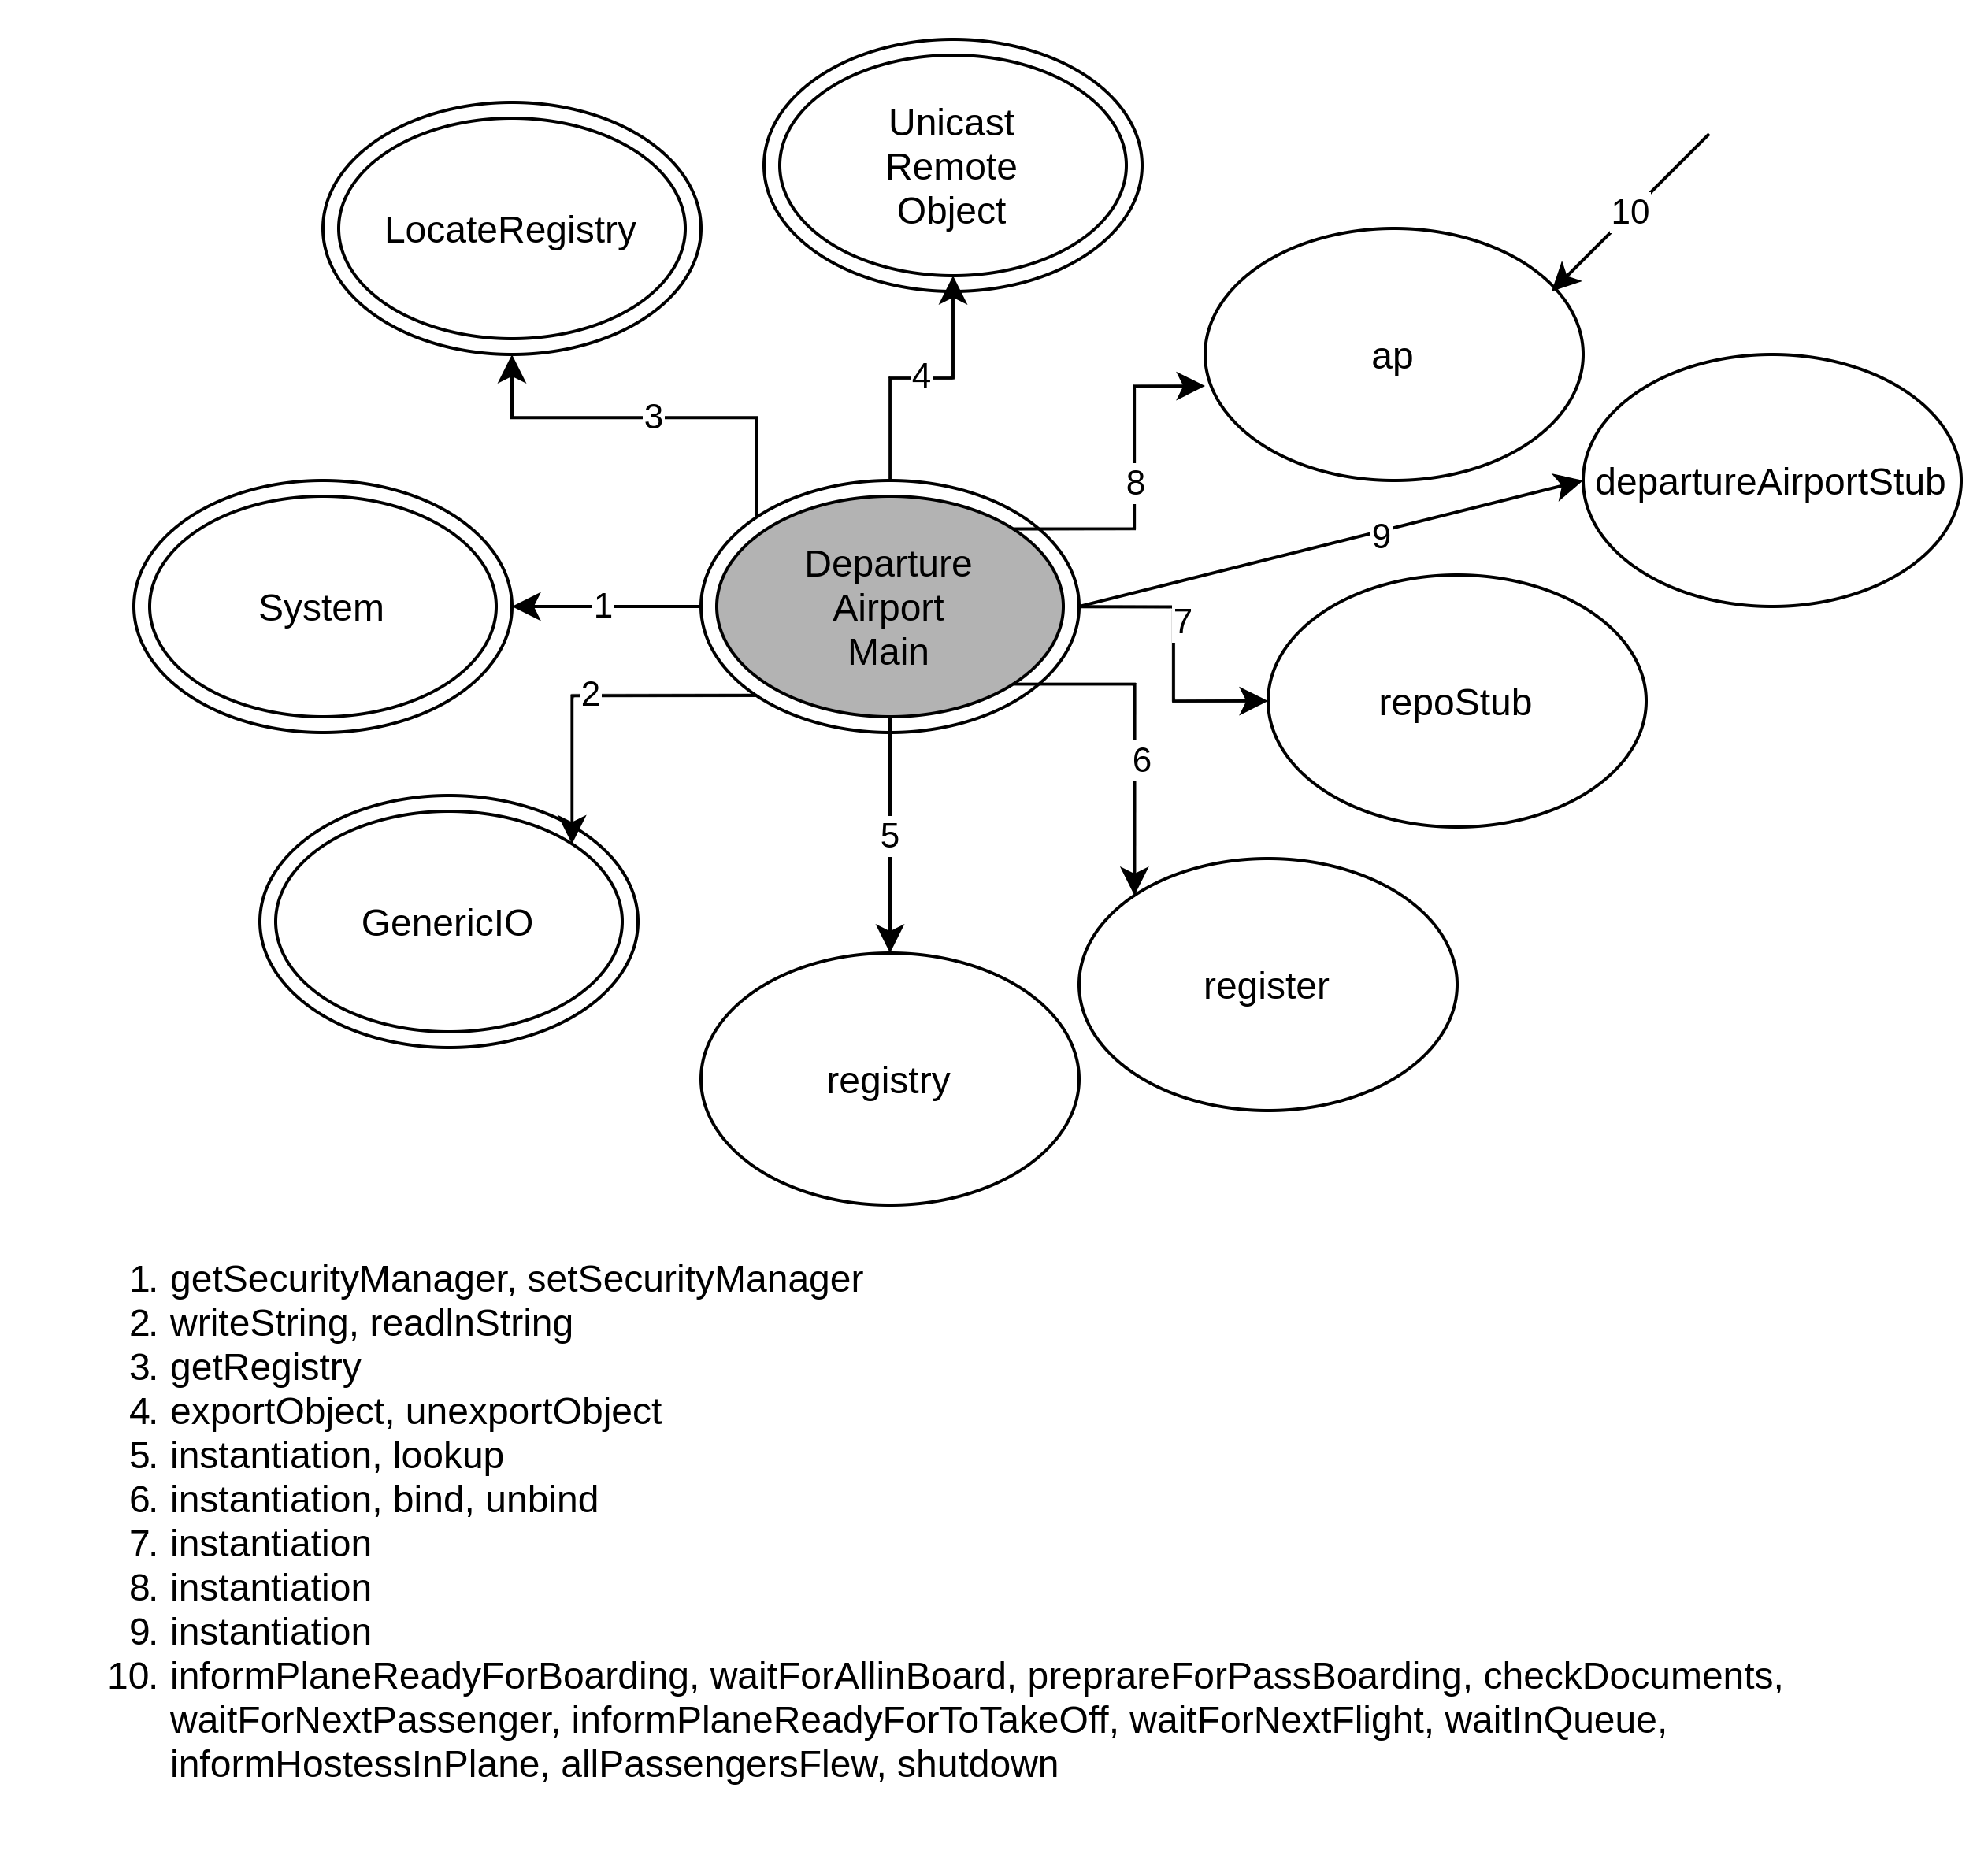 Unicast
Remote
Object
LocateRegistry
10
ap
4
3
8
departureAirportStub
9
Departure
Airport
Main
System
1
7
2
repoStub
6
5
GenericIO
register
registry
1. getSecurityManager, setSecurityManager
2. writeString, readlnString
3. getRegistry
4. exportObject, unexportObject
5. instantiation, lookup
6. instantiation, bind, unbind
7. instantiation
8. instantiation
9. instantiation
10. informPlaneReadyForBoarding, waitForAllinBoard, preprareForPassBoarding, checkDocuments,
waitForNextPassenger, informPlaneReadyForToTakeOff, waitForNextFlight, waitInQueue,
informHostessInPlane, allPassengersFlew, shutdown